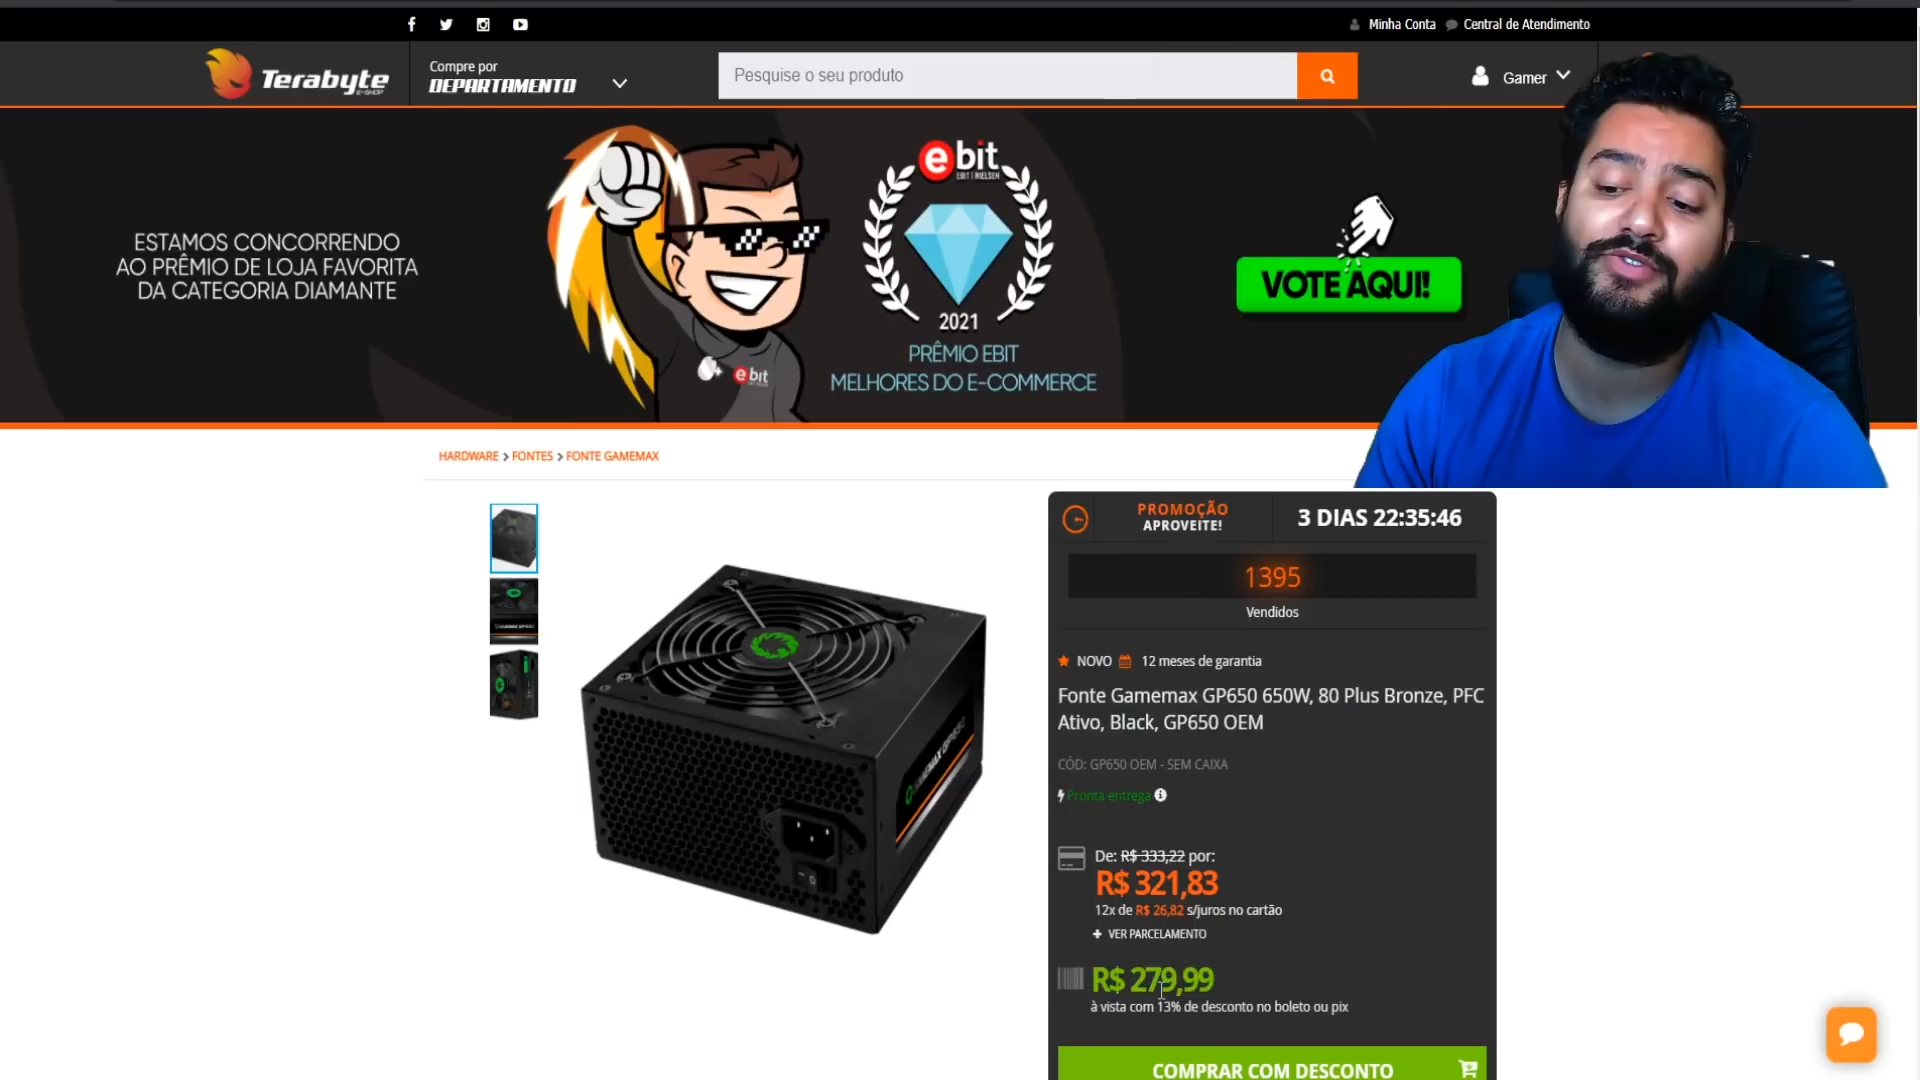 Minha Conta
Central de Atendimento
Terabyte
E-SHOP
Compre por
DEPARTAMENTO
Pesquise o seu produto
Gamer
ESTAMOS CONCORRENDO
AO PRÊMIO DE LOJA FAVORITA
DA CATEGORIA DIAMANTE
ebit
ebit
EBIT | NIELSEN
2021
PRÊMIO EBIT
MELHORES DO E-COMMERCE
VOTE AQUI!
HARDWARE > FONTES > FONTE GAMEMAX
GAMEMAX GP650
PROMOÇÃO
APROVEITE!
3 DIAS 22:35:46
1395
Vendidos
NOVO 12 meses de garantia
Fonte Gamemax GP650 650W, 80 Plus Bronze, PFC
Ativo, Black, GP650 OEM
CÓD: GP650 OEM - SEM CAIXA
Pronta entrega
De: R$ 333,22 por:
R$ 321,83
12x de R$ 26,82 s/juros no cartão
+ VER PARCELAMENTO
R$ 279,99
à vista com 13% de desconto no boleto ou pix
COMPRAR COM DESCONTO